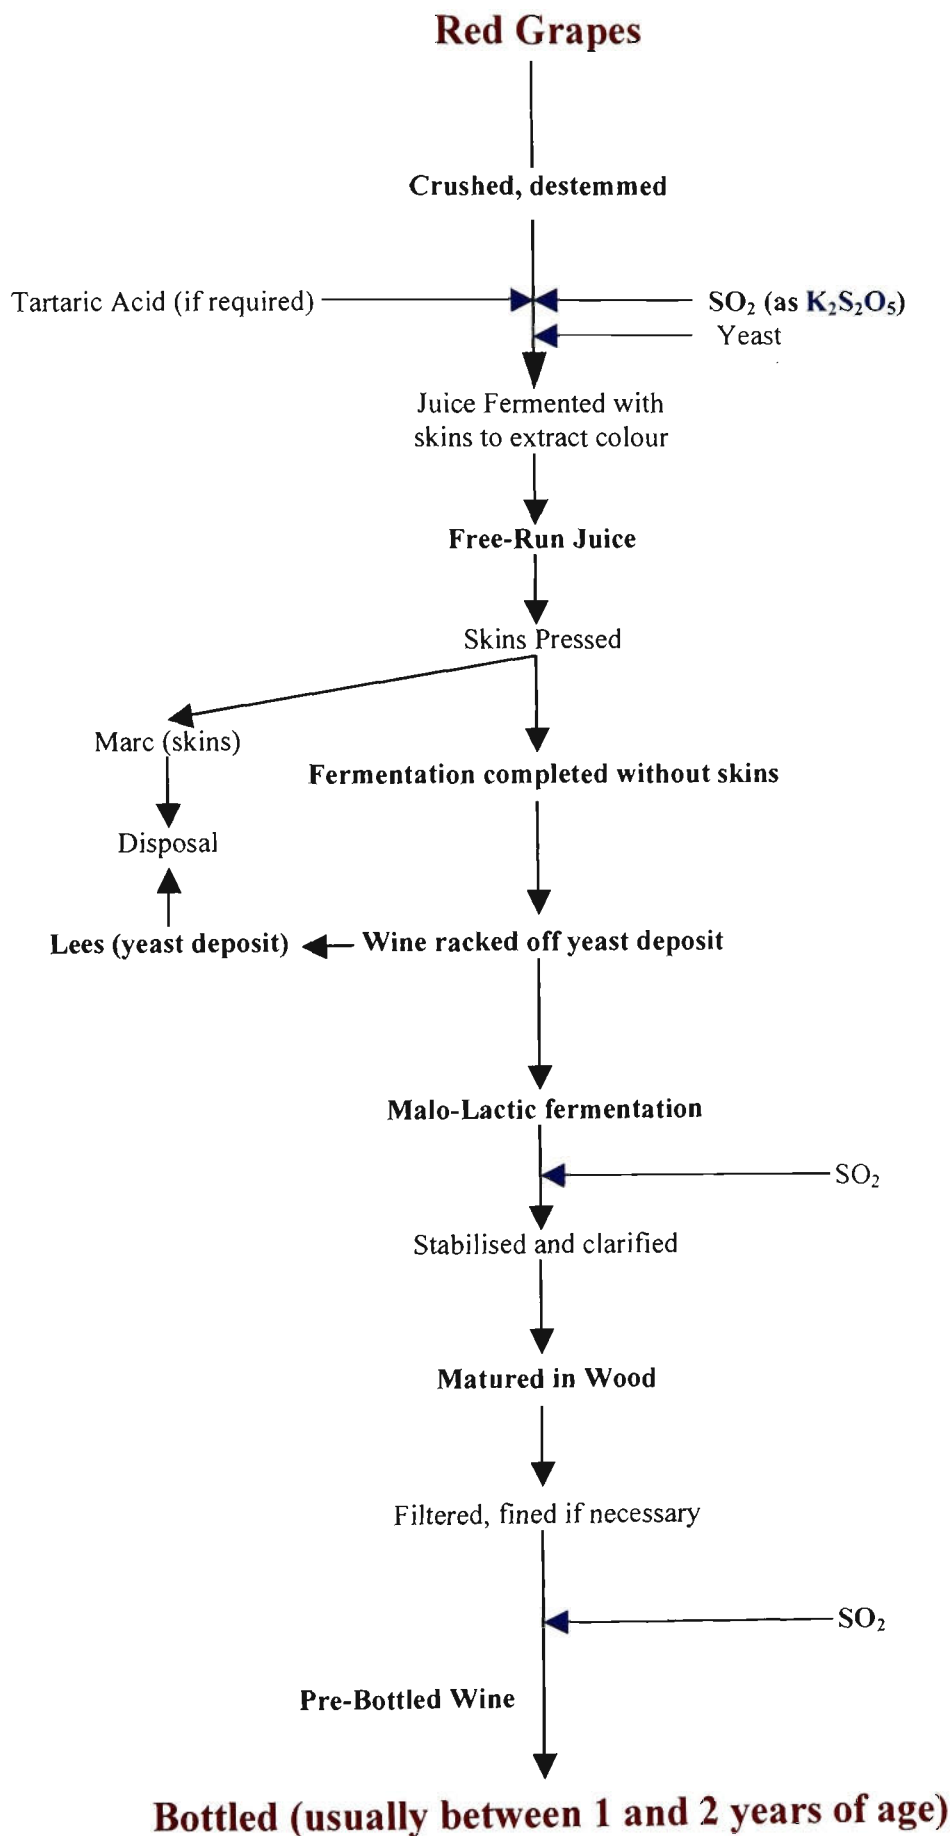 Red Grapes
Crushed, destemmed
Tartaric Acid (if required)
SO₂ (as K₂S₂O₅)
Yeast
Juice Fermented with
skins to extract colour
Free-Run Juice
Skins Pressed
Marc (skins)
Fermentation completed without skins
Disposal
Lees (yeast deposit)
Wine racked off yeast deposit
Malo-Lactic fermentation
SO₂
Stabilised and clarified
Matured in Wood
Filtered, fined if necessary
SO₂
Pre-Bottled Wine
Bottled (usually between 1 and 2 years of age)